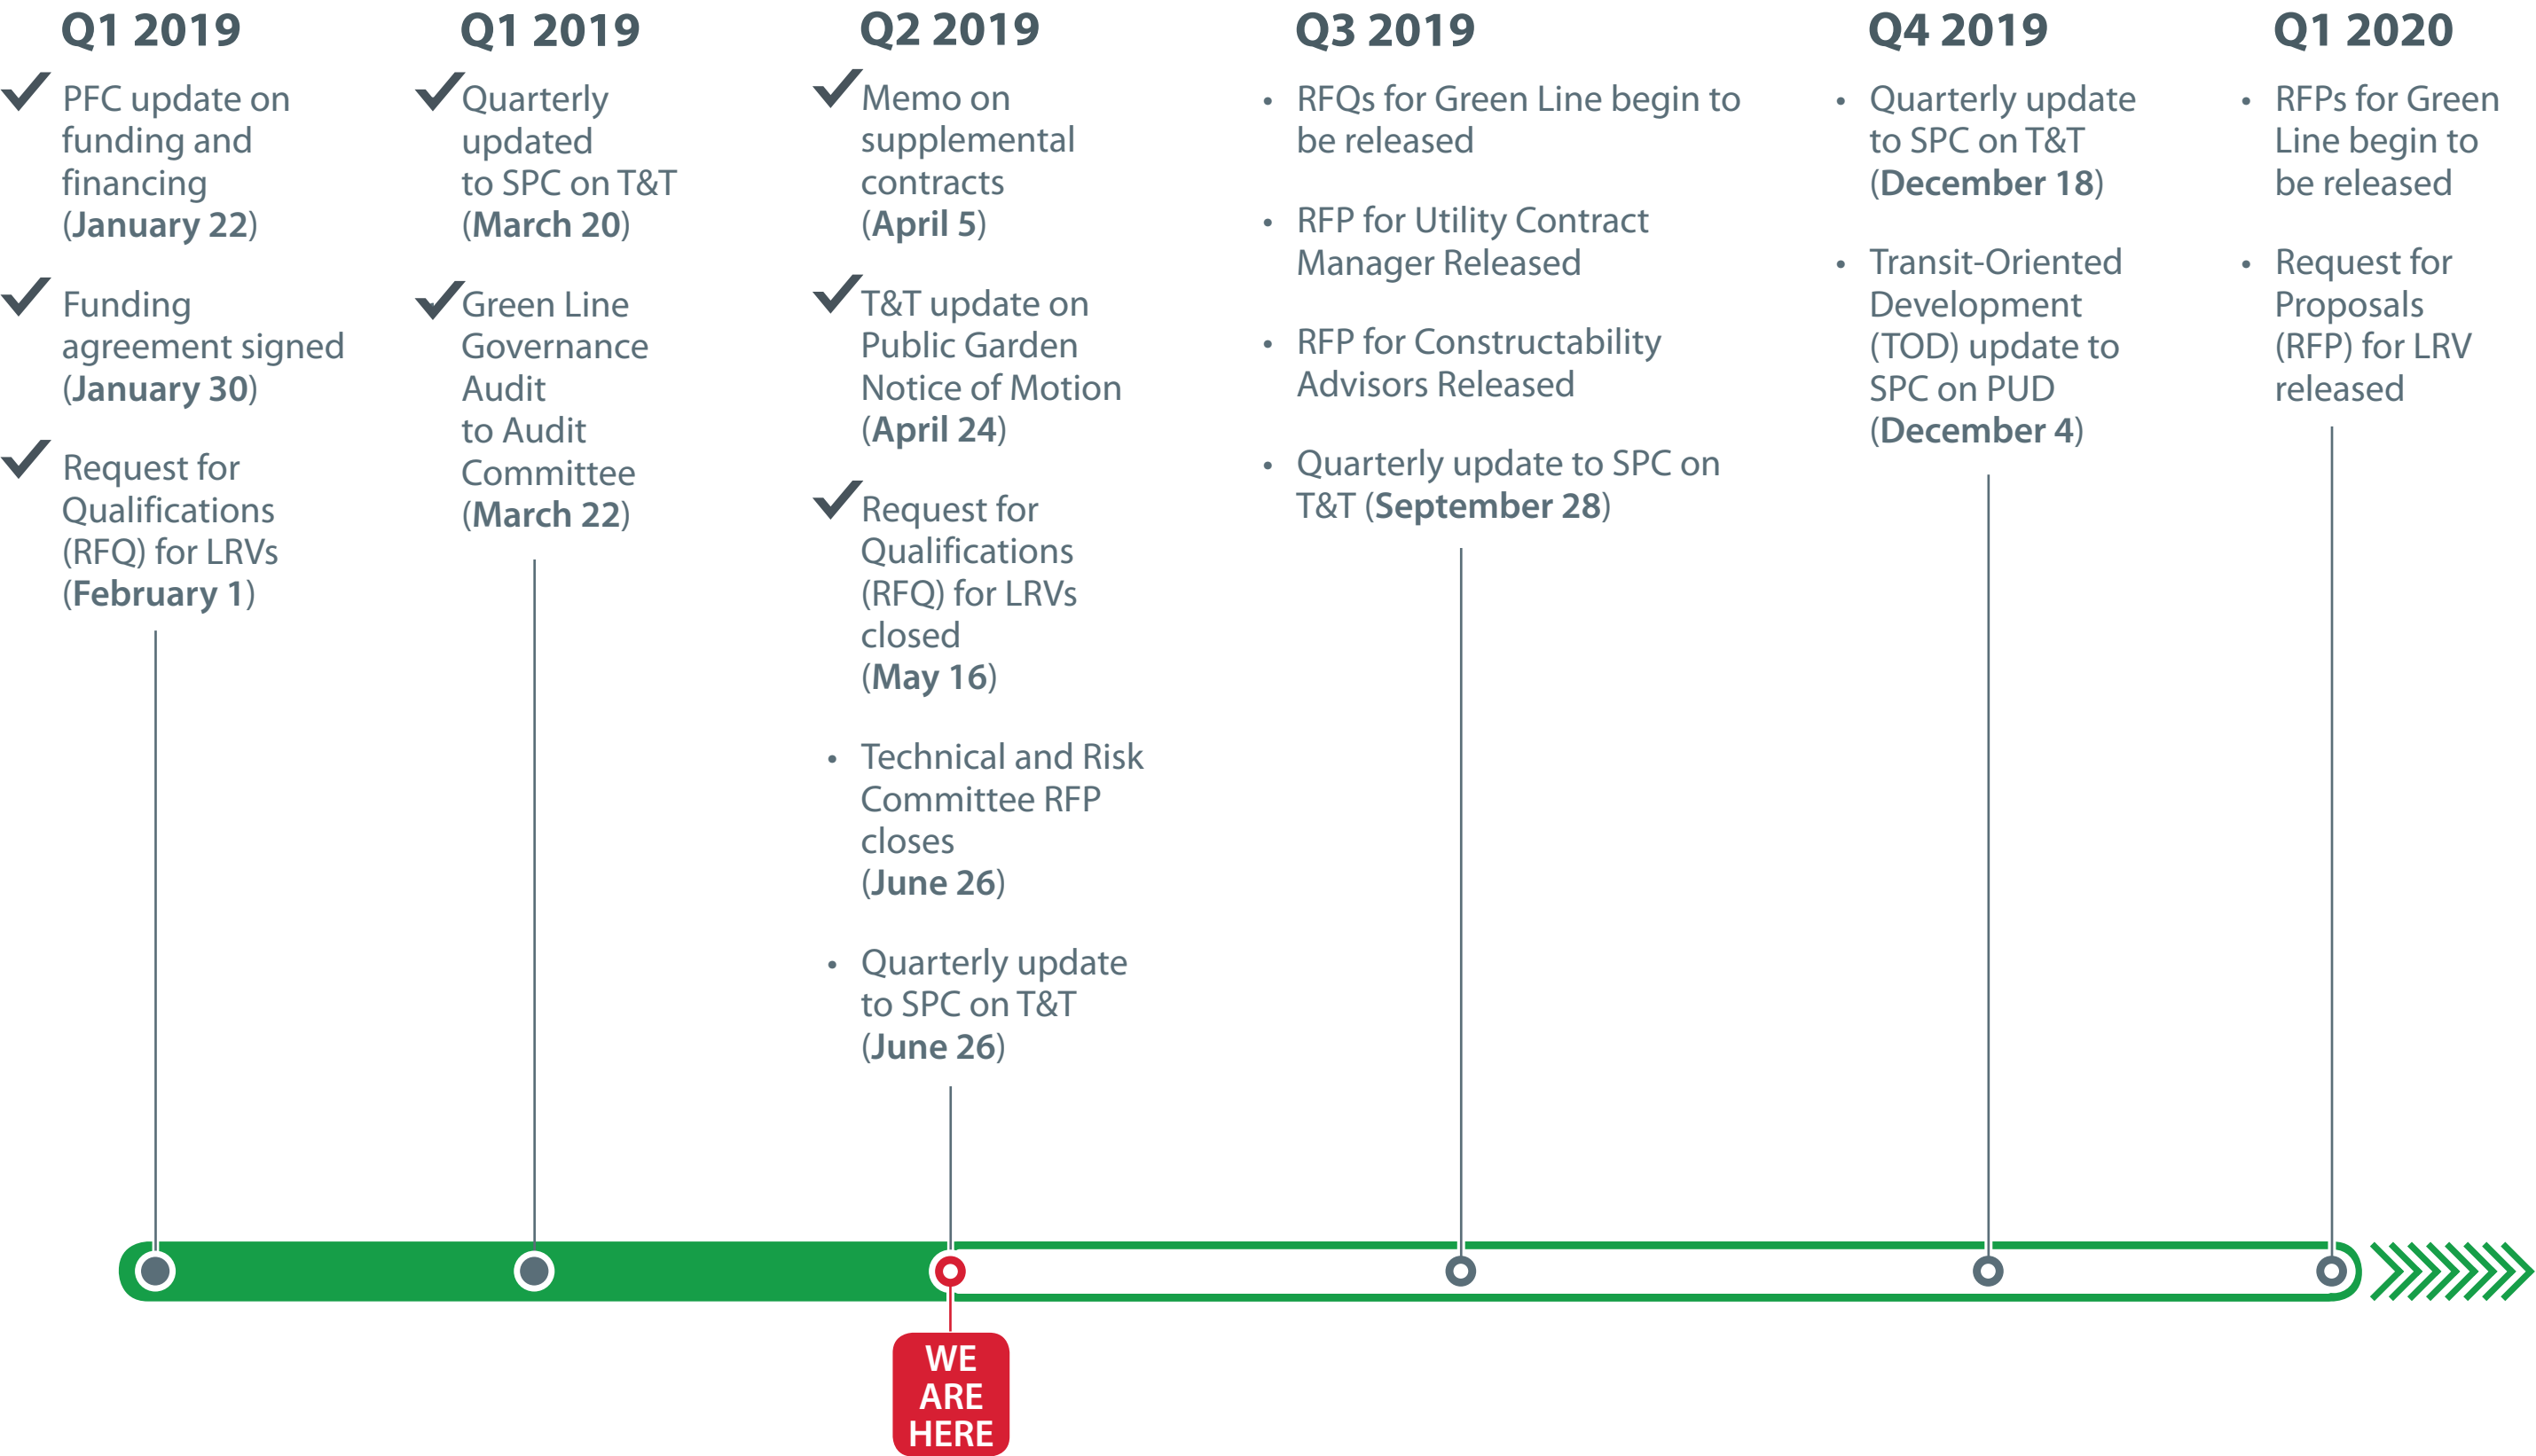 Q1 2019
PFC update on
funding and
financing
(January 22)
Funding
agreement signed
(January 30)
Request for
Qualifications
(RFQ) for LRVs
(February 1)
Q1 2019
Quarterly
updated
to SPC on T&T
(March 20)
Green Line
Governance
Audit
to Audit
Committee
(March 22)
Q2 2019
Memo on
supplemental
contracts
(April 5)
T&T update on
Public Garden
Notice of Motion
(April 24)
Request for
Qualifications
(RFQ) for LRVs
closed
(May 16)
• Technical and Risk
Committee RFP
closes
(June 26)
• Quarterly update
to SPC on T&T
(June 26)
Q3 2019
• RFQs for Green Line begin to
be released
• RFP for Utility Contract
Manager Released
• RFP for Constructability
Advisors Released
• Quarterly update to SPC on
T&T (September 28)
Q4 2019
• Quarterly update
to SPC on T&T
(December 18)
• Transit-Oriented
Development
(TOD) update to
SPC on PUD
(December 4)
Q1 2020
• RFPs for Green
Line begin to
be released
• Request for
Proposals
(RFP) for LRV
released
WE
ARE
HERE